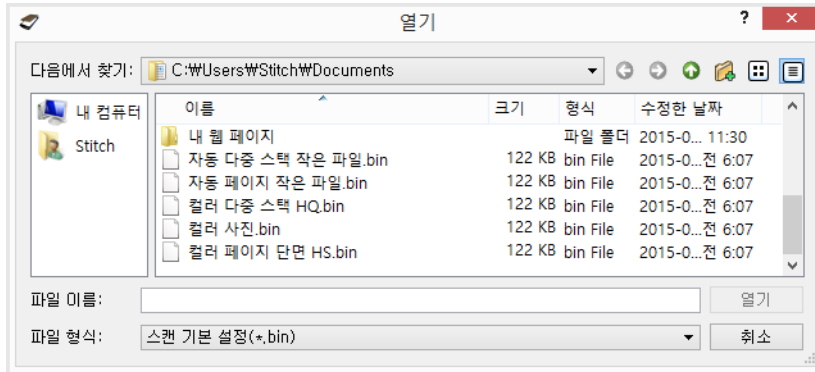 열기
다음에서 찾기: C:₩Users₩Stitch₩Documents
내 컴퓨터
Stitch
이름 크기 형식 수정한 날짜
내 웹 페이지 파일 폴더 2015-0... 11:30
자동 다중 스택 작은 파일.bin 122 KB bin File 2015-0...전 6:07
자동 페이지 작은 파일.bin 122 KB bin File 2015-0...전 6:07
컬러 다중 스택 HQ.bin 122 KB bin File 2015-0...전 6:07
컬러 사진.bin 122 KB bin File 2015-0...전 6:07
컬러 페이지 단면 HS.bin 122 KB bin File 2015-0...전 6:07
파일 이름: 열기
파일 형식: 스캔 기본 설정(*.bin) 취소